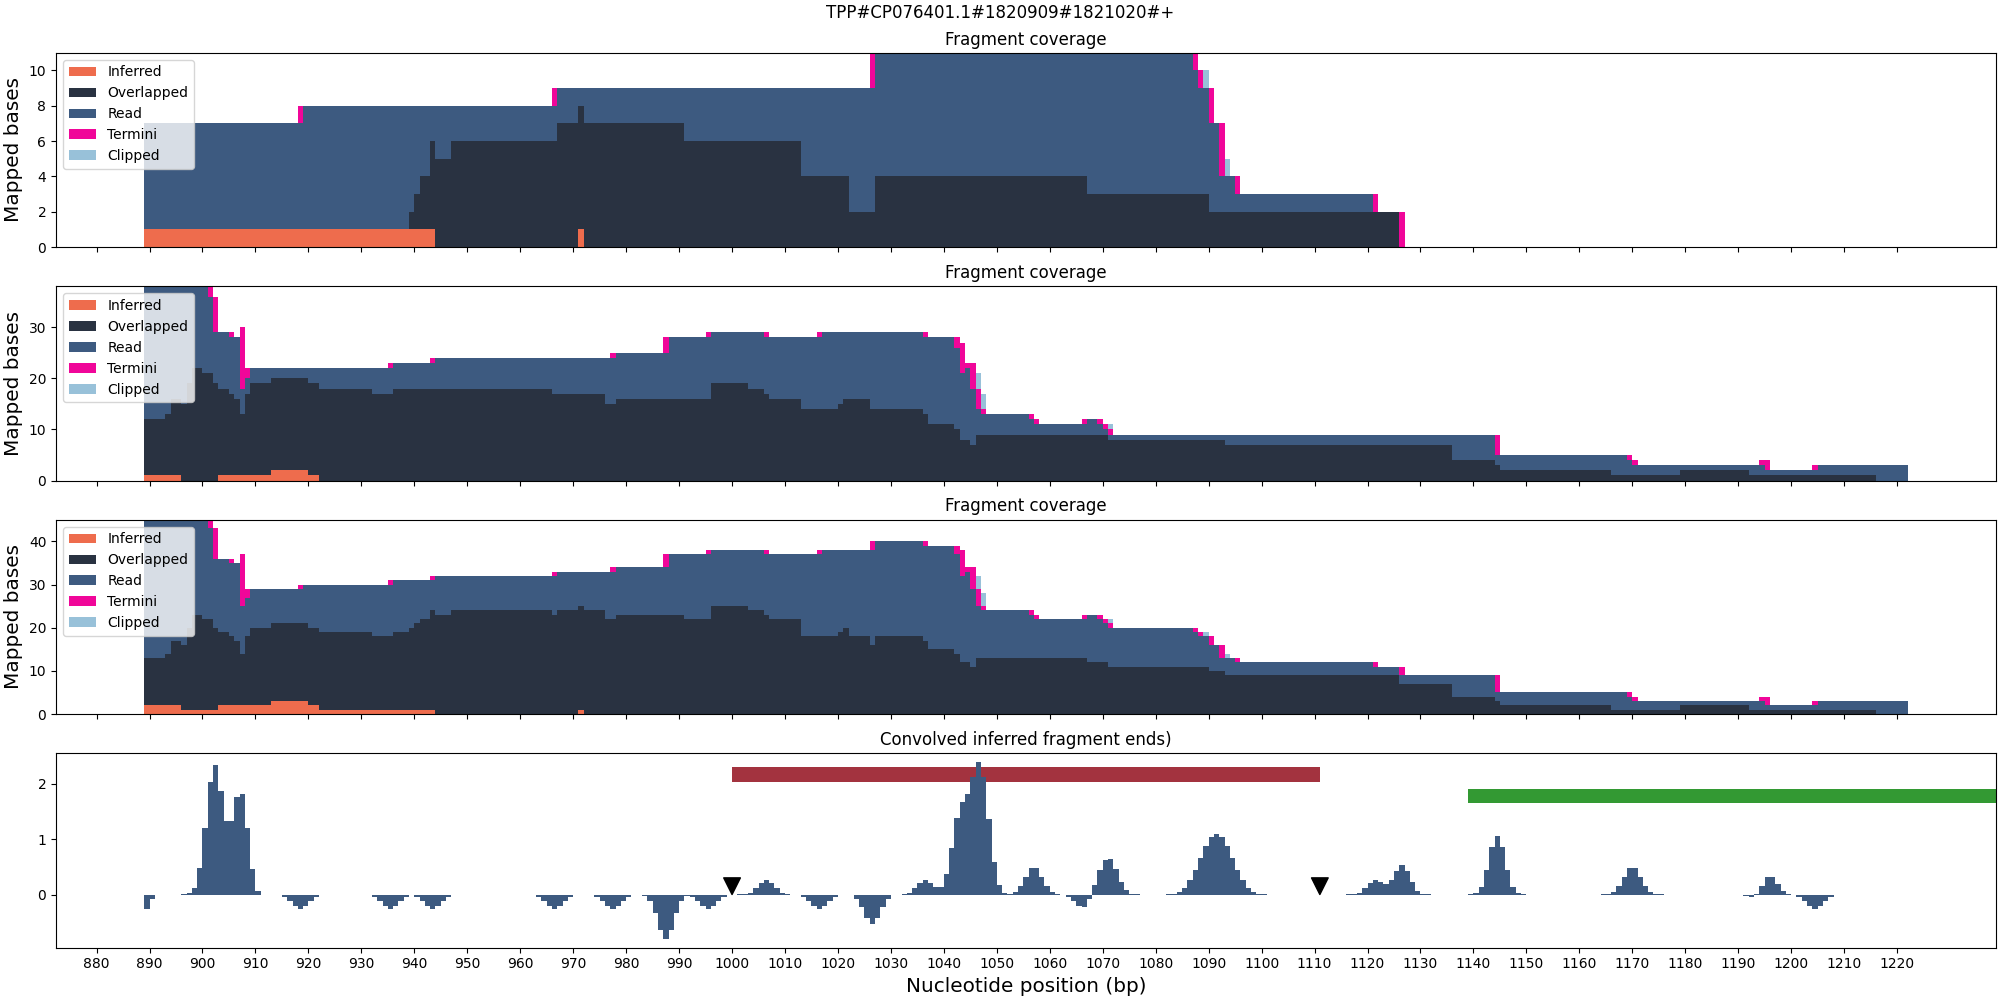 TPP#CP076401.1#1820909#1821020#+
Fragment coverage
Mapped bases
10
8
6
4
2
0
Inferred
Overlapped
Read
Termini
Clipped
Fragment coverage
Mapped bases
30
20
10
0
Inferred
Overlapped
Read
Termini
Clipped
Fragment coverage
Mapped bases
40
30
20
10
0
Inferred
Overlapped
Read
Termini
Clipped
Convolved inferred fragment ends)
2
1
0
880 890 900 910 920 930 940 950 960 970 980 990 1000 1010 1020 1030 1040 1050 1060 1070 1080 1090 1100 1110 1120 1130 1140 1150 1160 1170 1180 1190 1200 1210 1220
Nucleotide position (bp)